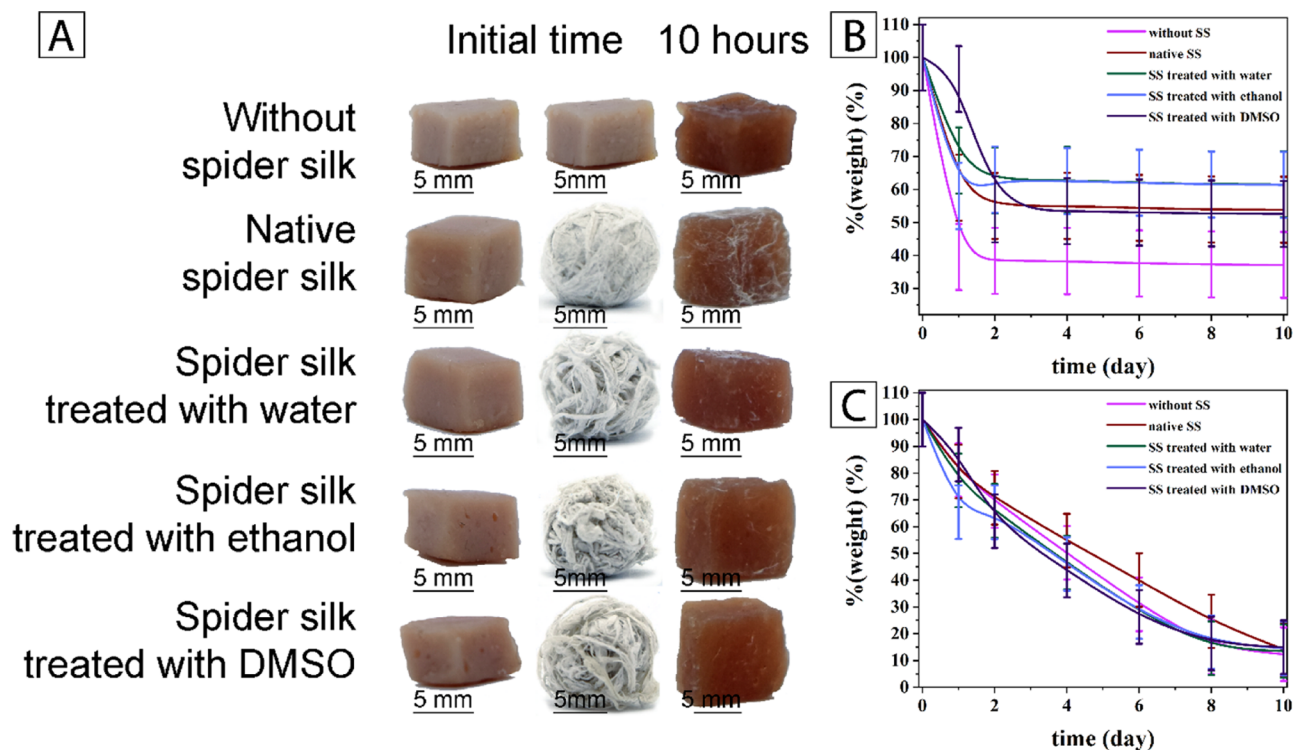 A
Initial time 10 hours
Without
spider silk
5 mm 5mm 5 mm
Native
spider silk
5 mm 5mm 5 mm
Spider silk
treated with water
5 mm 5mm 5 mm
Spider silk
treated with ethanol
5 mm 5mm 5 mm
Spider silk
treated with DMSO
5 mm 5mm 5 mm
B
%(weight) (%)
110
100
90
80
70
60
50
40
30
without SS
native SS
SS treated with water
SS treated with ethanol
SS treated with DMSO
0 2 4 6 8 10
time (day)
C
%(weight) (%)
110
100
90
80
70
60
50
40
30
20
10
0
without SS
native SS
SS treated with water
SS treated with ethanol
SS treated with DMSO
0 2 4 6 8 10
time (day)